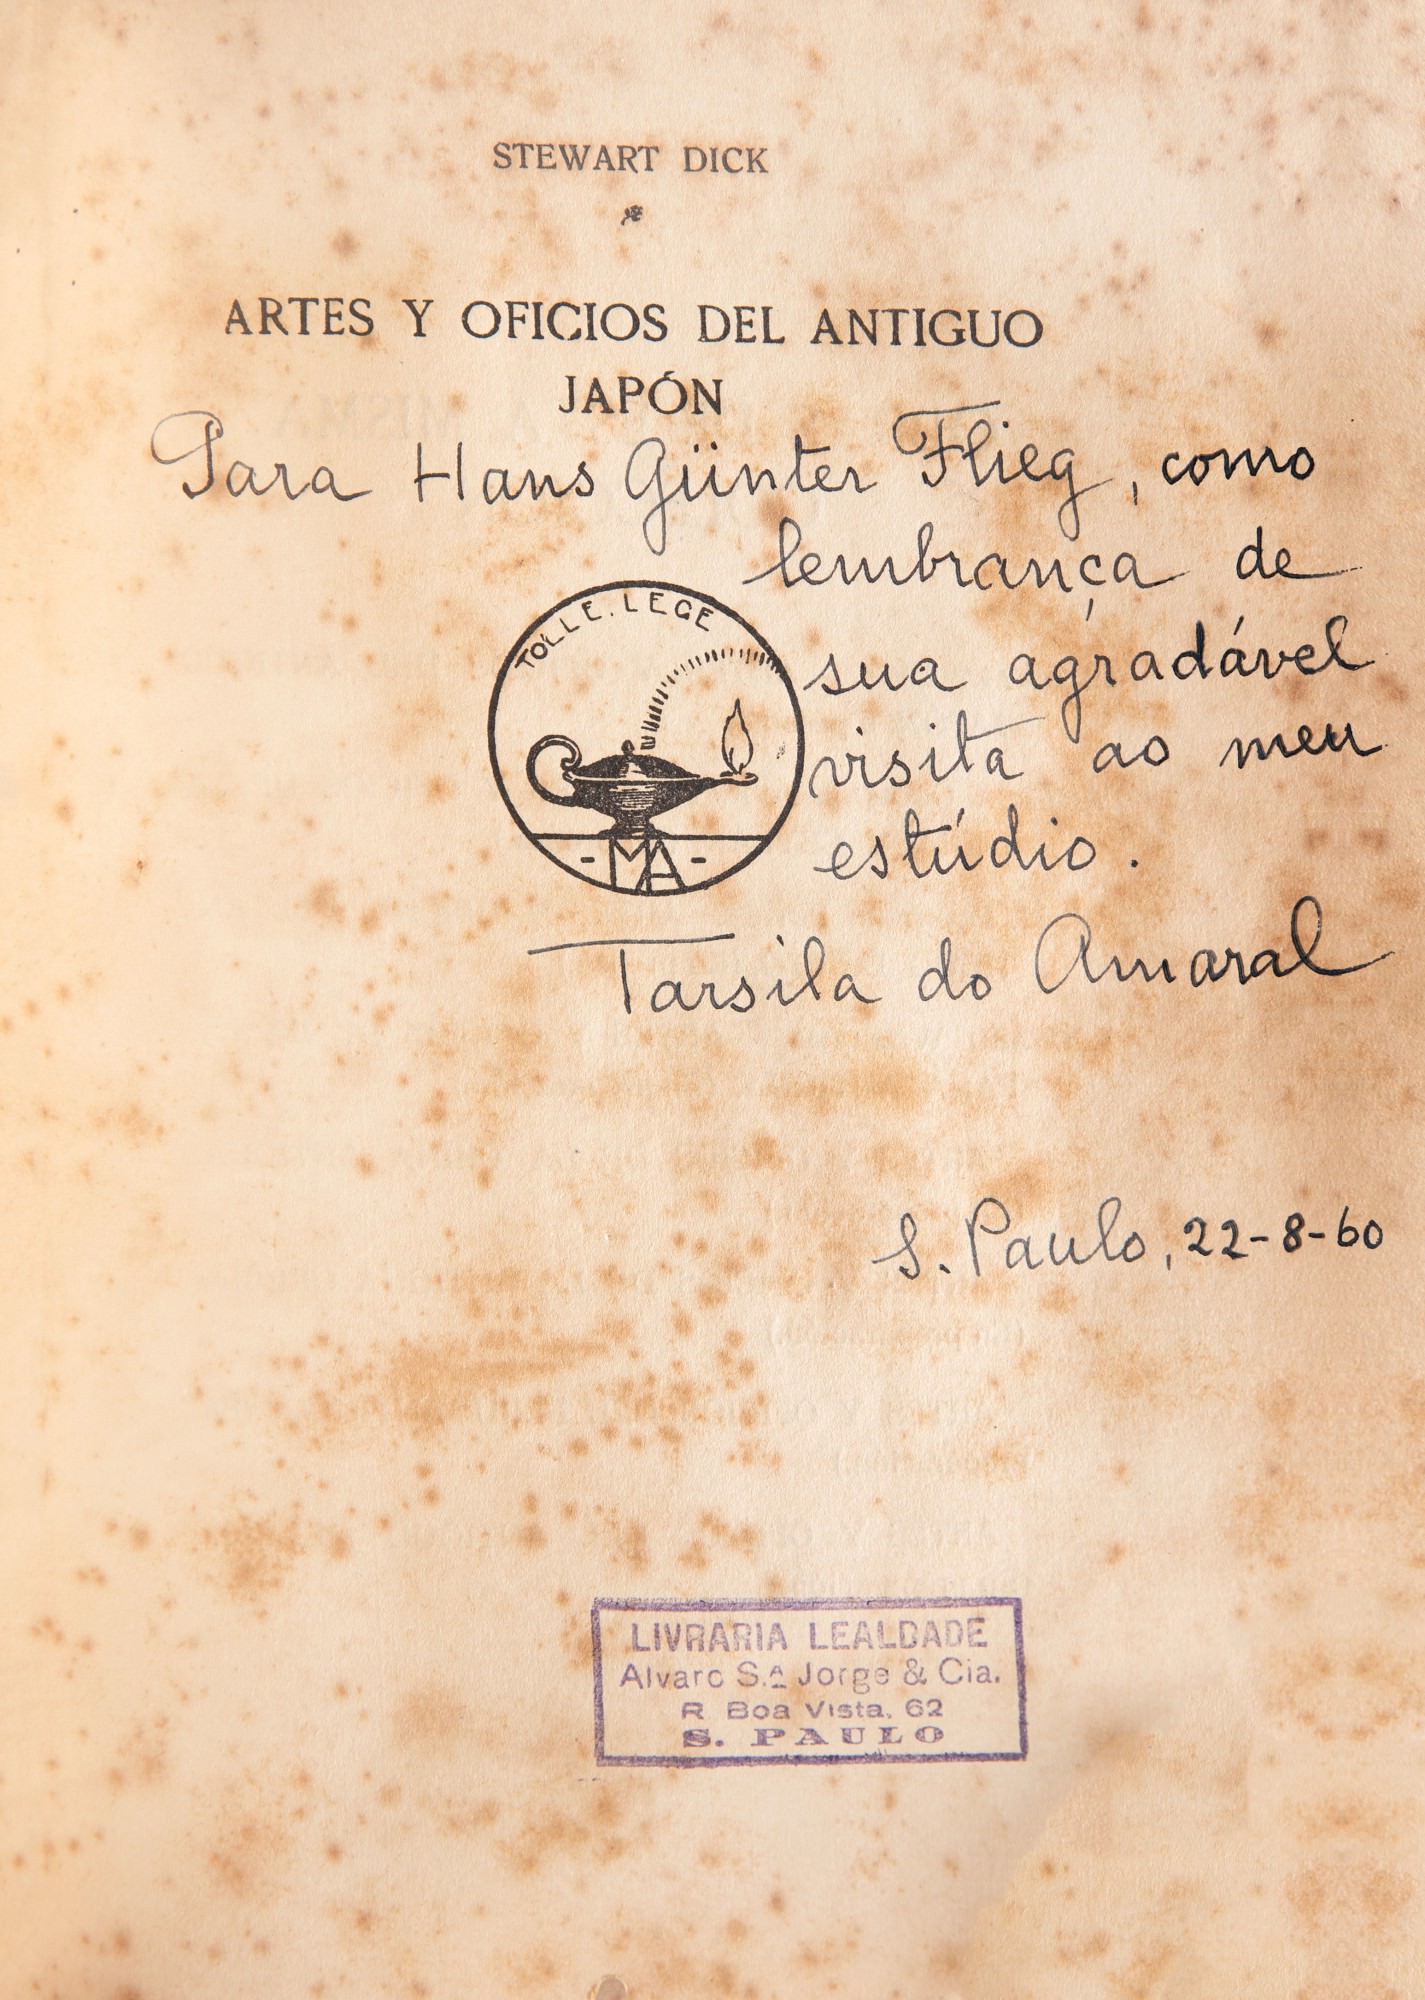 STEWART DICK
ARTES Y OFICIOS DEL ANTIGUO
JAPÓN
Para Hans Günter Flieg, como
lembrança de
sua agradável
visita ao meu
estúdio.
TOLLE. LEGE
- MA -
Tarsila do Amaral
S. Paulo, 22-8-60
LIVRARIA LEALDADE
Alvaro S.A Jorge & Cia.
R Boa Vista, 62
S. PAULO